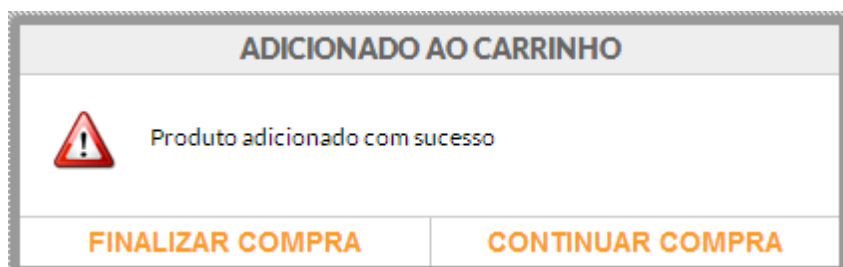 ADICIONADO AO CARRINHO
Produto adicionado com sucesso
FINALIZAR COMPRA
CONTINUAR COMPRA